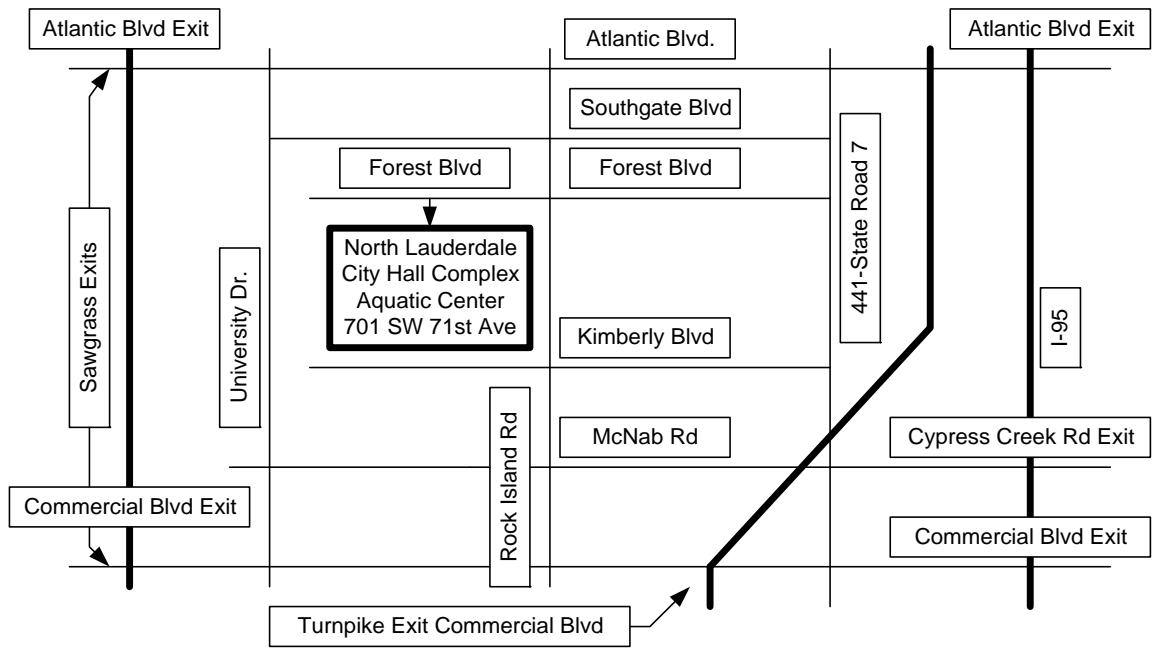 Atlantic Blvd Exit
Atlantic Blvd.
Atlantic Blvd Exit
Southgate Blvd
Forest Blvd
Forest Blvd
441-State Road 7
Sawgrass Exits
University Dr.
North Lauderdale
City Hall Complex
Aquatic Center
701 SW 71st Ave
Kimberly Blvd
I-95
Rock Island Rd
McNab Rd
Cypress Creek Rd Exit
Commercial Blvd Exit
Commercial Blvd Exit
Turnpike Exit Commercial Blvd